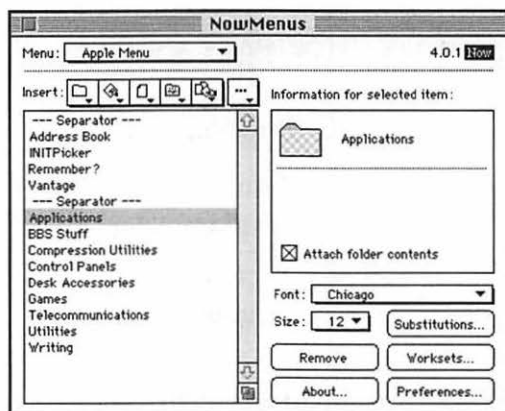 NowMenus
Menu: Apple Menu
4.0.1 Now
Insert:
...
Information for selected item:
--- Separator ---
Address Book
INITPicker
Remember?
Vantage
--- Separator ---
Applications
BBS Stuff
Compression Utilities
Control Panels
Desk Accessories
Games
Telecommunications
Utilities
Writing
Applications
Attach folder contents
Font: Chicago
Size: 12
Substitutions...
Remove
Worksets...
About...
Preferences...